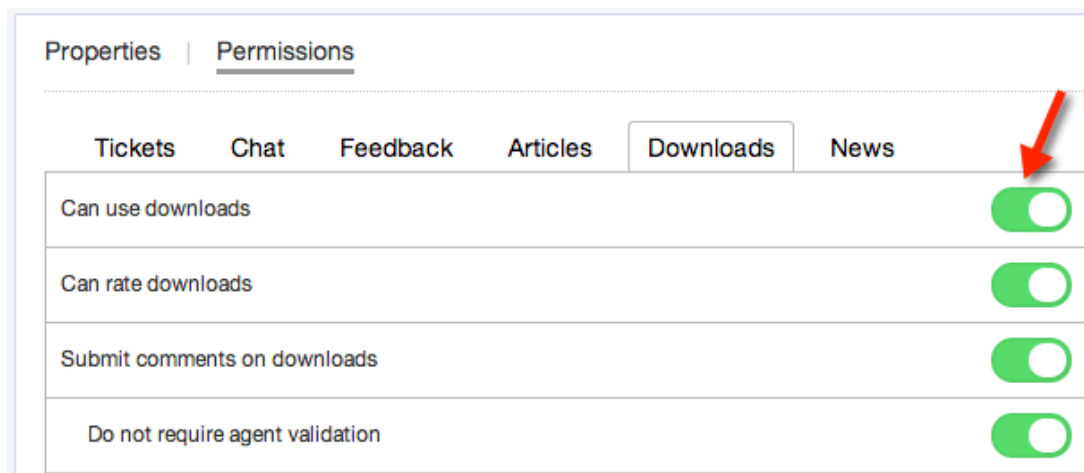 Properties | Permissions
Tickets Chat Feedback Articles Downloads News
Can use downloads
Can rate downloads
Submit comments on downloads
Do not require agent validation